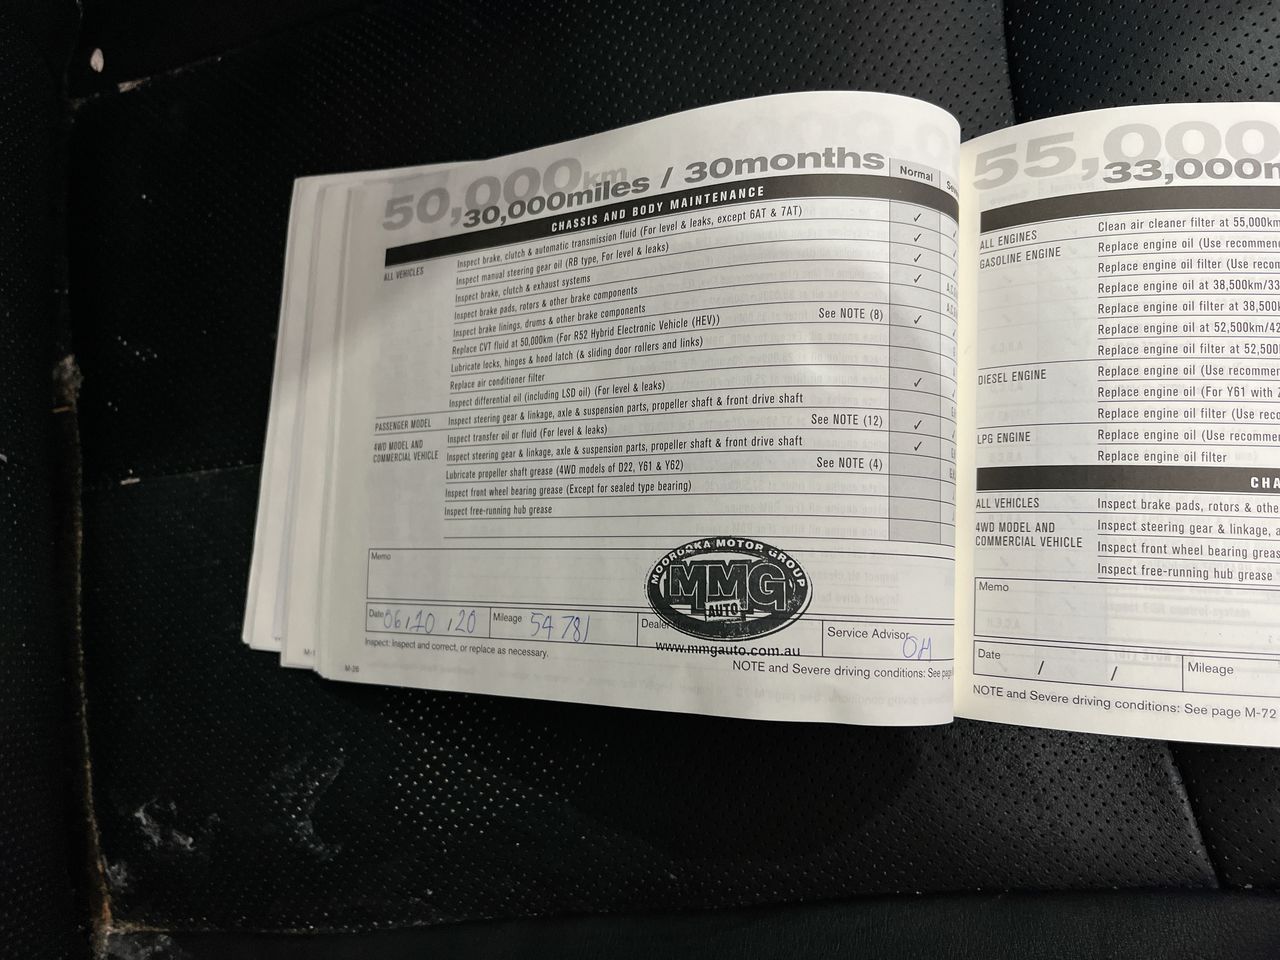 50,000km
30,000miles / 30months
Normal
CHASSIS AND BODY MAINTENANCE
ALL VEHICLES
Inspect brake, clutch & automatic transmission fluid (For level & leaks, except 6AT & 7AT) ✓
Inspect manual steering gear oil (RB type, For level & leaks) ✓
Inspect brake, clutch & exhaust systems ✓
Inspect brake pads, rotors & other brake components ✓
Inspect brake linings, drums & other brake components
Replace CVT fluid at 50,000km (For R52 Hybrid Electronic Vehicle (HEV)) See NOTE (8) ✓
Lubricate locks, hinges & hood latch (& sliding door rollers and links)
Replace air conditioner filter
Inspect differential oil (including LSD oil) (For level & leaks) ✓
PASSENGER MODEL
Inspect steering gear & linkage, axle & suspension parts, propeller shaft & front drive shaft
4WD MODEL AND
COMMERCIAL VEHICLE
Inspect transfer oil or fluid (For level & leaks) See NOTE (12) ✓
Inspect steering gear & linkage, axle & suspension parts, propeller shaft & front drive shaft ✓
Lubricate propeller shaft grease (4WD models of D22, Y61 & Y62) See NOTE (4)
Inspect front wheel bearing grease (Except for sealed type bearing)
Inspect free-running hub grease
Memo
MOOROOKA MOTOR GROUP
MMG
AUTO
www.mmgauto.com.au
Date 06,10,20
Mileage 54781
Service Advisor
Inspect: Inspect and correct, or replace as necessary.
NOTE and Severe driving conditions: See page
M-26
55,000
33,000m
ALL ENGINES
Clean air cleaner filter at 55,000km
GASOLINE ENGINE
Replace engine oil (Use recommen
Replace engine oil filter (Use recom
Replace engine oil at 38,500km/33
Replace engine oil filter at 38,500
Replace engine oil at 52,500km/42
Replace engine oil filter at 52,500
DIESEL ENGINE
Replace engine oil (Use recomme
Replace engine oil (For Y61 with Z
Replace engine oil filter (Use reco
LPG ENGINE
Replace engine oil (Use recommen
Replace engine oil filter
CHA
ALL VEHICLES
Inspect brake pads, rotors & othe
4WD MODEL AND
COMMERCIAL VEHICLE
Inspect steering gear & linkage, a
Inspect front wheel bearing greas
Inspect free-running hub grease
Memo
Date / /
Mileage
NOTE and Severe driving conditions: See page M-72